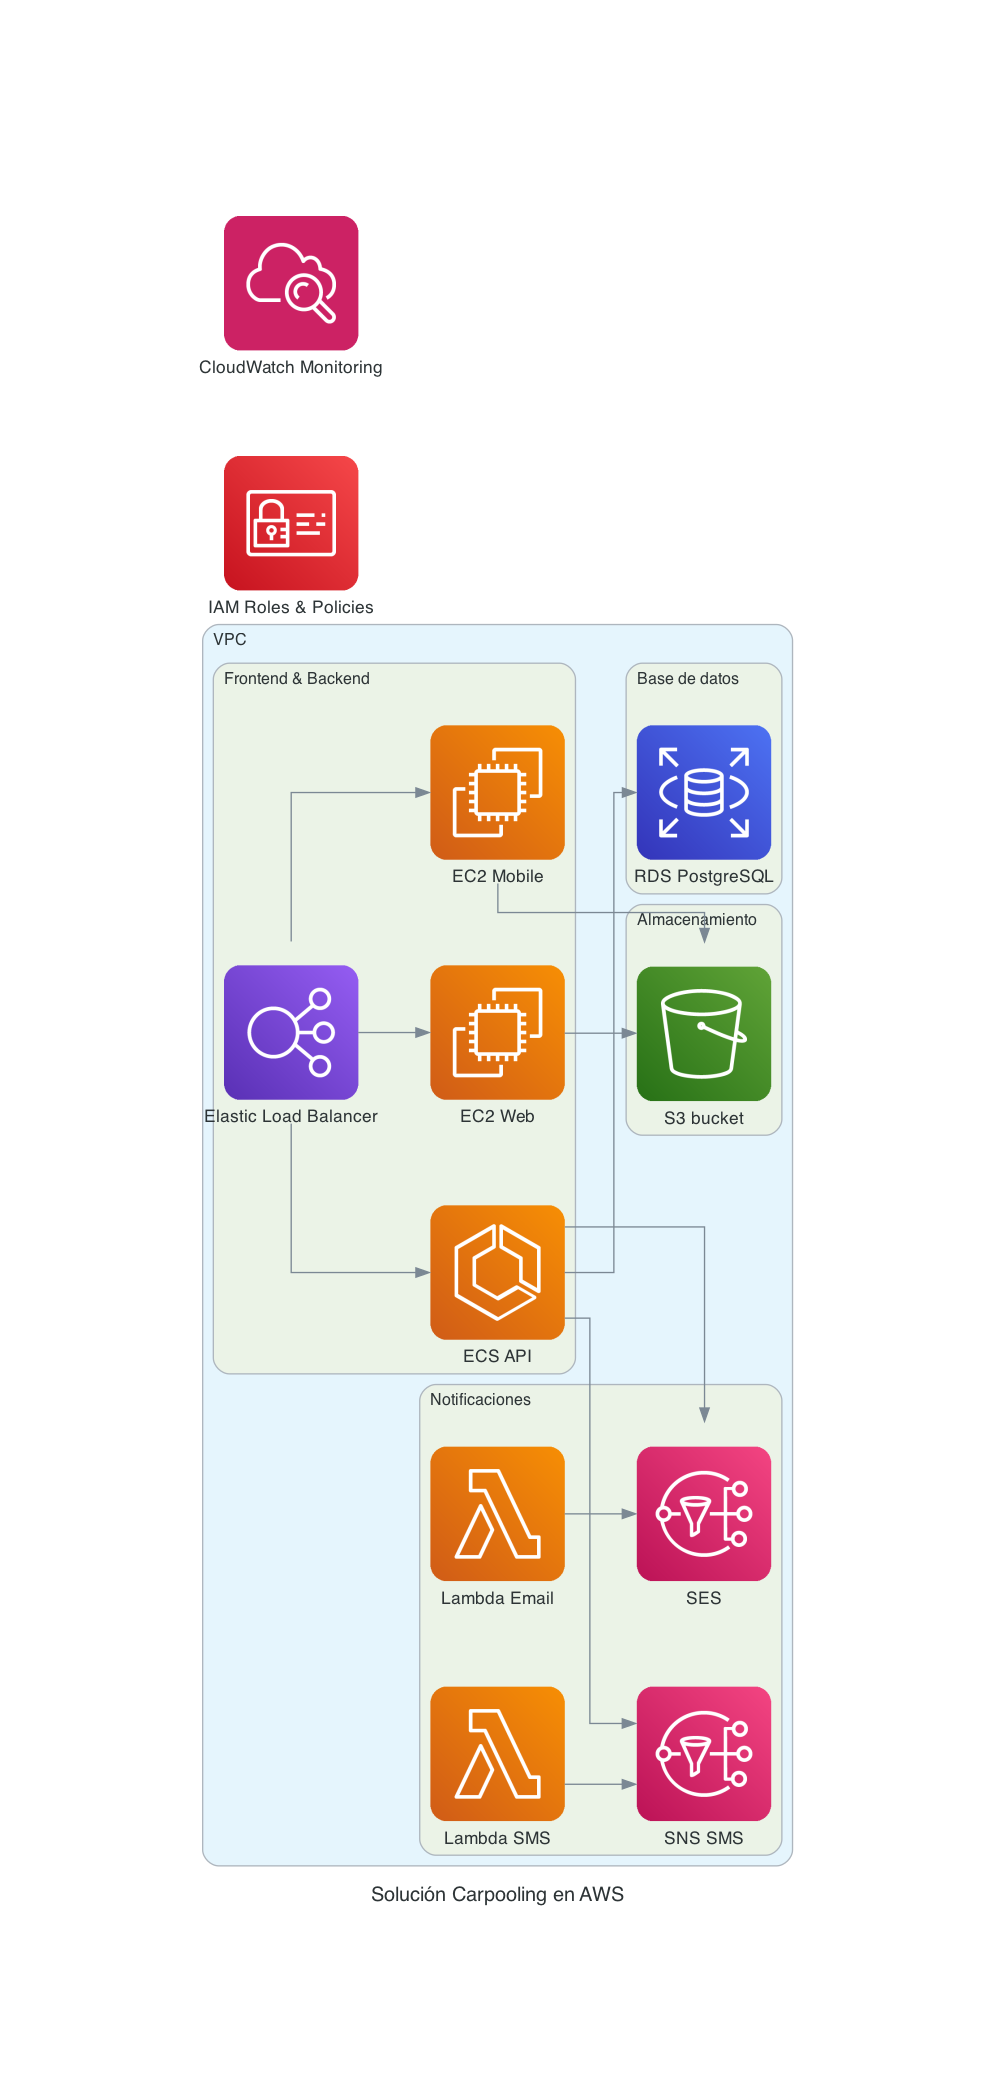 CloudWatch Monitoring
IAM Roles & Policies
VPC
Frontend & Backend
Base de datos
EC2 Mobile
RDS PostgreSQL
Almacenamiento
Elastic Load Balancer
EC2 Web
S3 bucket
ECS API
Notificaciones
Lambda Email
SES
Lambda SMS
SNS SMS
Solución Carpooling en AWS